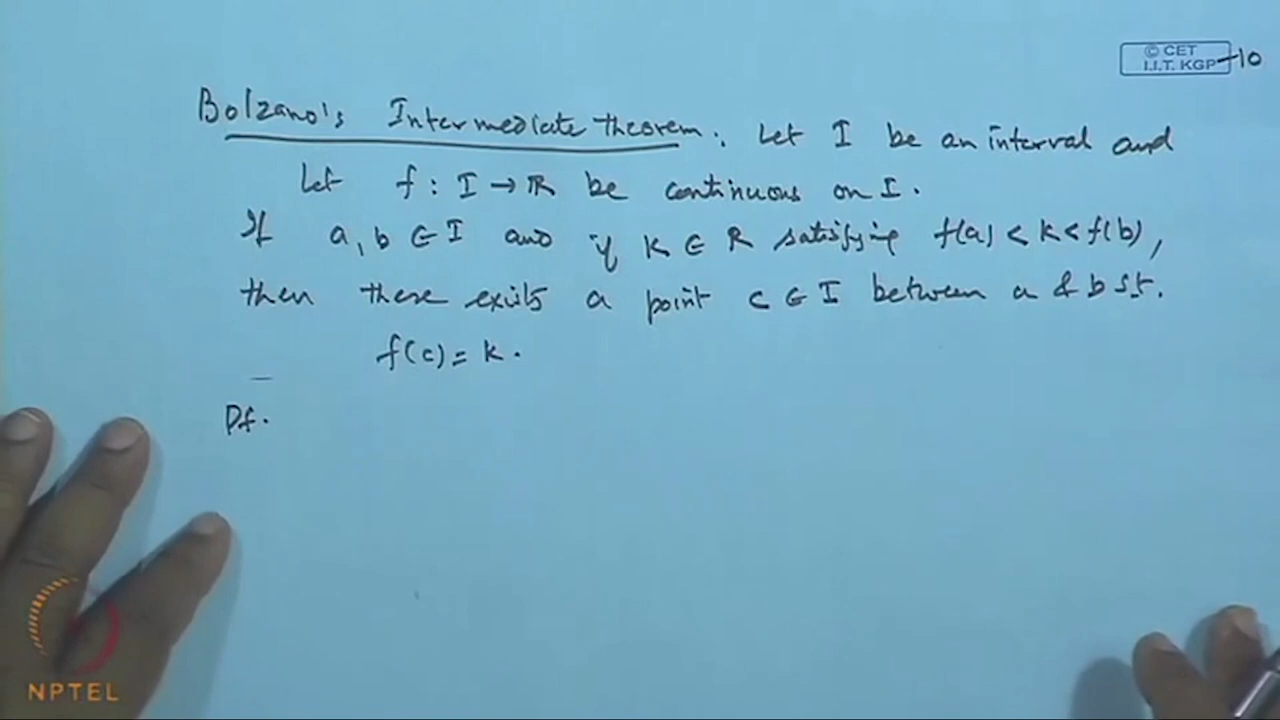 © CET
I.I.T. KGP
10
Bolzano's Intermediate theorem. Let I be an interval and
Let f : I → R be continuous on I.
If a, b ∈ I and if k ∈ R satisfying f(a) < k < f(b),
then there exits a point c ∈ I between a & b s.t.
f(c) = k.
Pf.
NPTEL